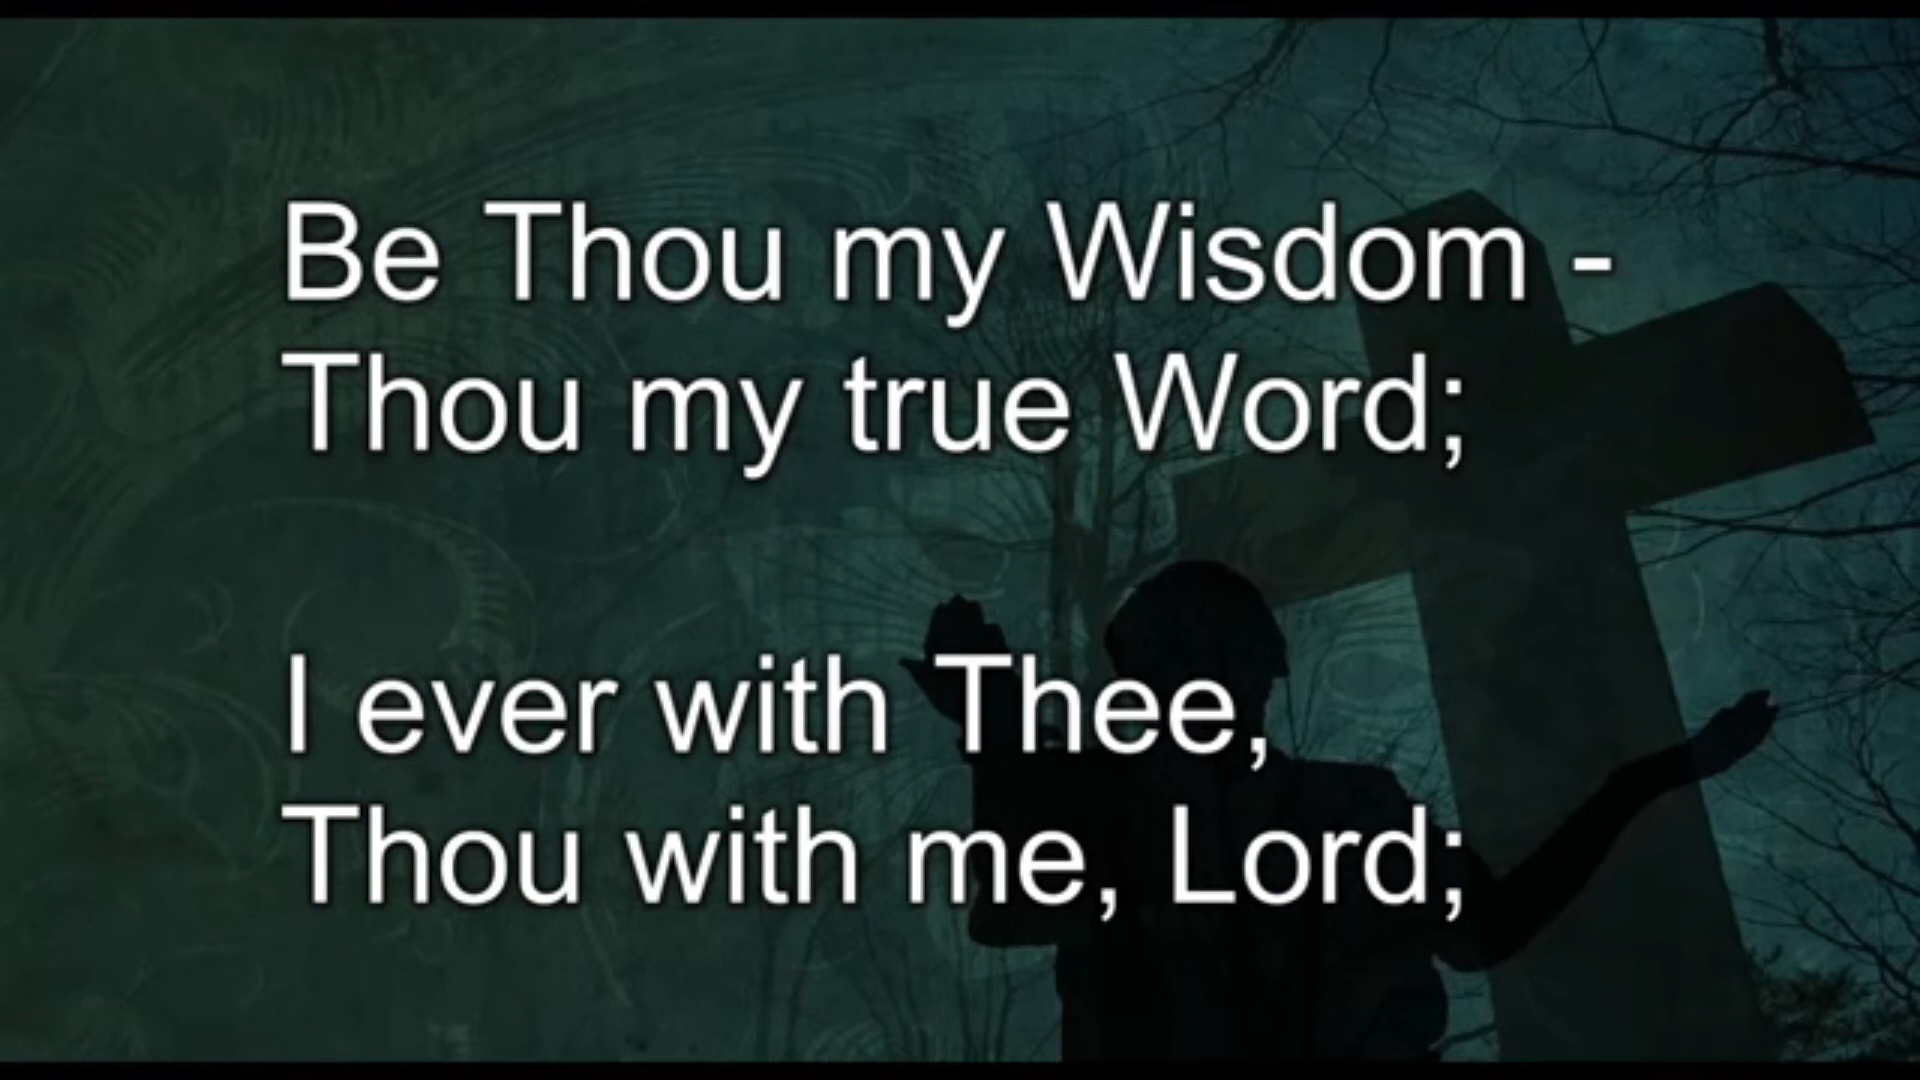 Be Thou my Wisdom -
Thou my true Word;
I ever with Thee,
Thou with me, Lord;